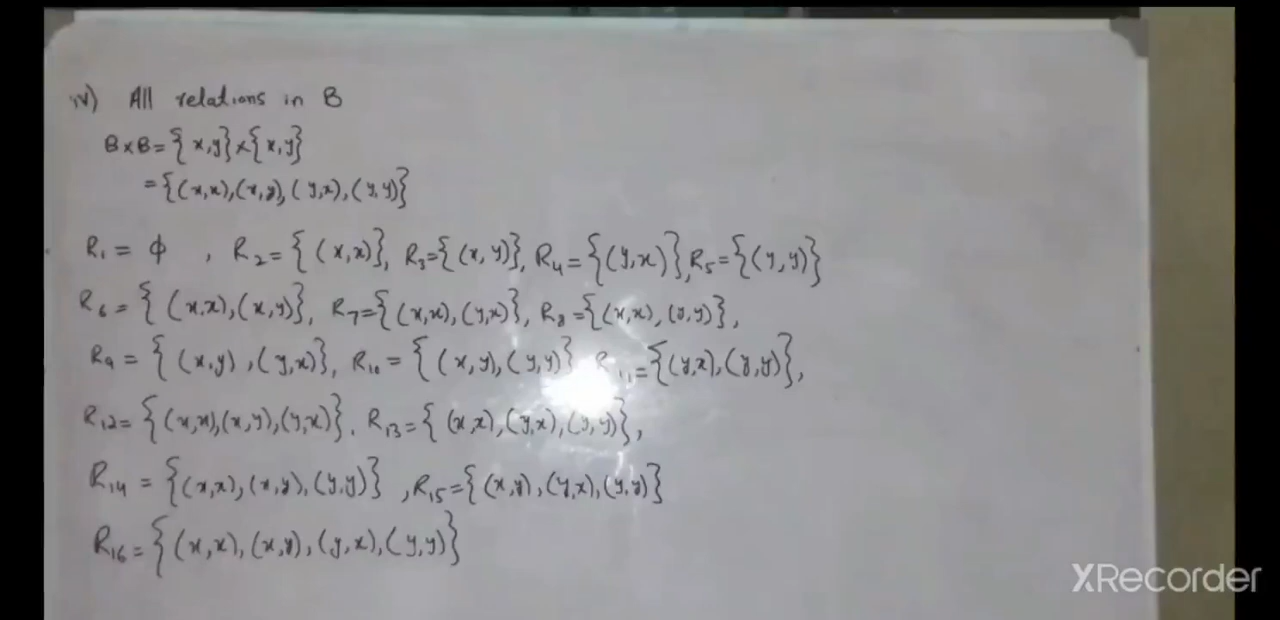 iv) All relations in B
B×B = {x,y}×{x,y}
= {(x,x),(x,y),(y,x),(y,y)}
R₁ = ϕ , R₂ = {(x,x)}, R₃={(x,y)}, R₄={(y,x)}, R₅={(y,y)}
R₆={(x,x),(x,y)}, R₇={(x,x),(y,x)}, R₈={(x,x),(y,y)},
R₉ = {(x,y),(y,x)}, R₁₀ = {(x,y),(y,y)} R₁₁={(y,x),(y,y)},
R₁₂={(x,x),(x,y),(y,x)}. R₁₃={(x,x),(y,x),(y,y)},
R₁₄ = {(x,x),(x,y),(y,y)} ,R₁₅={(x,y),(y,x),(y,y)}
R₁₆={(x,x),(x,y),(y,x),(y,y)}
XRecorder